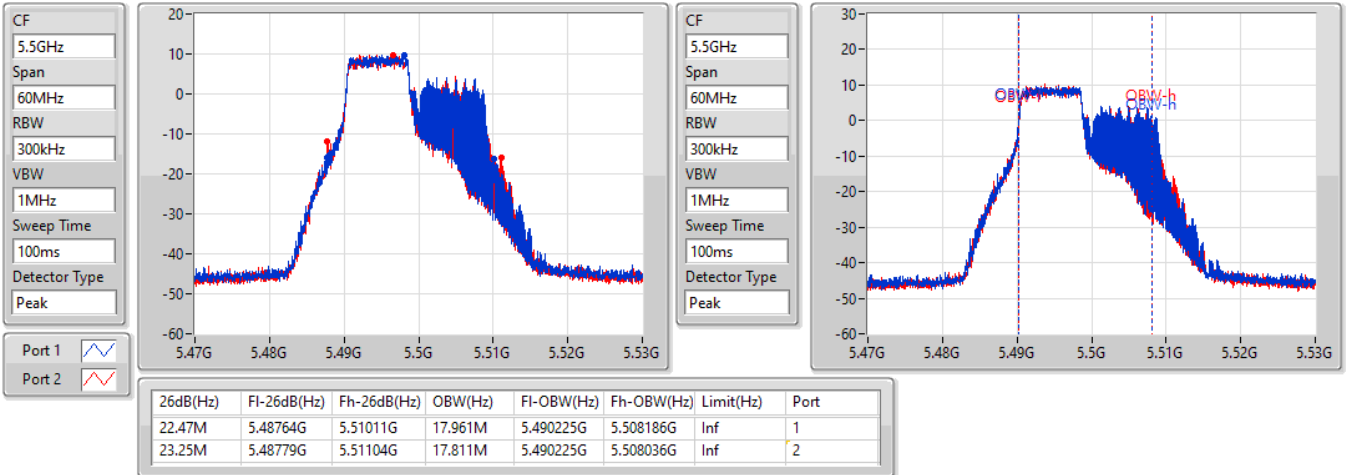 CF
5.5GHz
Span
60MHz
RBW
300kHz
VBW
1MHz
Sweep Time
100ms
Detector Type
Peak
Port 1
Port 2
20
10
0
-10
-20
-30
-40
-50
-60
5.47G 5.48G 5.49G 5.5G 5.51G 5.52G 5.53G
CF
5.5GHz
Span
60MHz
RBW
300kHz
VBW
1MHz
Sweep Time
100ms
Detector Type
Peak
30
20
10
0
-10
-20
-30
-40
-50
-60
OBW-h
OBW-h
5.47G 5.48G 5.49G 5.5G 5.51G 5.52G 5.53G
26dB(Hz) Fl-26dB(Hz) Fh-26dB(Hz) OBW(Hz) Fl-OBW(Hz) Fh-OBW(Hz) Limit(Hz) Port
22.47M 5.48764G 5.51011G 17.961M 5.490225G 5.508186G Inf 1
23.25M 5.48779G 5.51104G 17.811M 5.490225G 5.508036G Inf 2